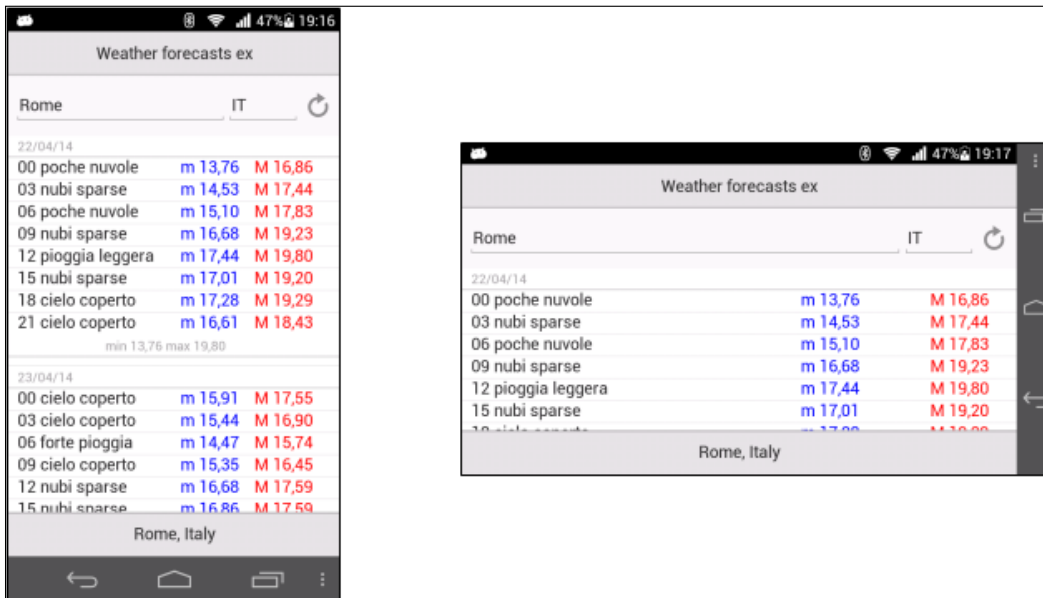 47% 19:16
Weather forecasts ex
Rome IT
22/04/14
00 poche nuvole m 13,76 M 16,86
03 nubi sparse m 14,53 M 17,44
06 poche nuvole m 15,10 M 17,83
09 nubi sparse m 16,68 M 19,23
12 pioggia leggera m 17,44 M 19,80
15 nubi sparse m 17,01 M 19,20
18 cielo coperto m 17,28 M 19,29
21 cielo coperto m 16,61 M 18,43
min 13,76 max 19,80
23/04/14
00 cielo coperto m 15,91 M 17,55
03 cielo coperto m 15,44 M 16,90
06 forte pioggia m 14,47 M 15,74
09 cielo coperto m 15,35 M 16,45
12 nubi sparse m 16,68 M 17,59
15 nubi sparse m 16,86 M 17,59
Rome, Italy
47% 19:17
Weather forecasts ex
Rome IT
22/04/14
00 poche nuvole m 13,76 M 16,86
03 nubi sparse m 14,53 M 17,44
06 poche nuvole m 15,10 M 17,83
09 nubi sparse m 16,68 M 19,23
12 pioggia leggera m 17,44 M 19,80
15 nubi sparse m 17,01 M 19,20
Rome, Italy